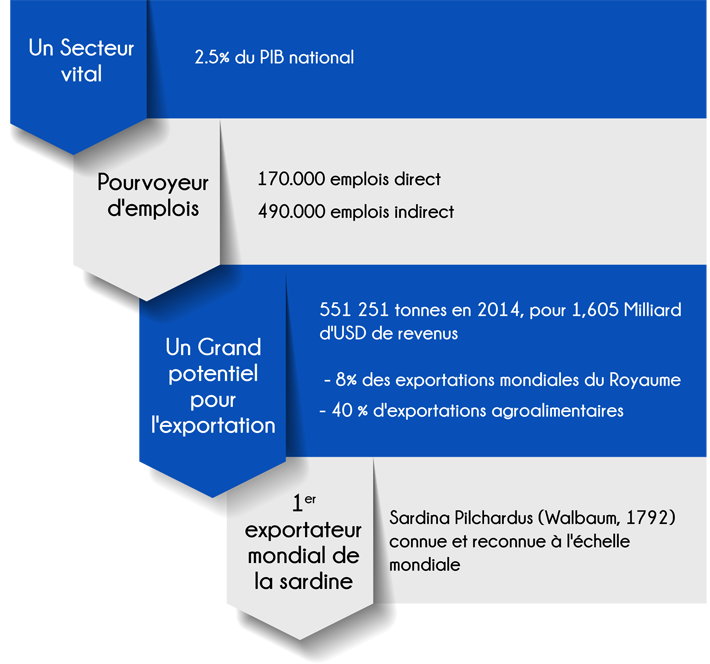 Un Secteur
vital
2.5% du PIB national
Pourvoyeur
d'emplois
170.000 emplois direct
490.000 emplois indirect
Un Grand
potentiel
pour
l'exportation
551 251 tonnes en 2014, pour 1,605 Milliard
d'USD de revenus
- 8% des exportations mondiales du Royaume
- 40 % d'exportations agroalimentaires
1er
exportateur
mondial de
la sardine
Sardina Pilchardus (Walbaum, 1792)
connue et reconnue à l'échelle
mondiale